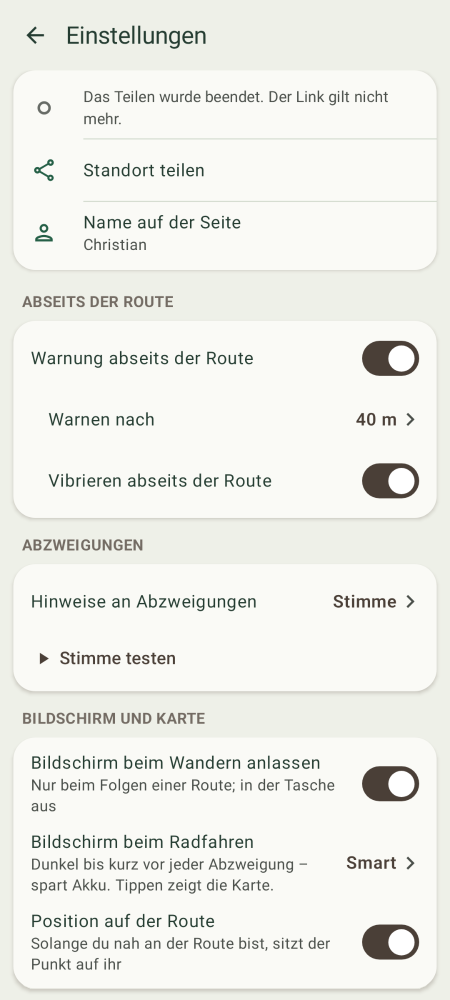 Einstellungen
Das Teilen wurde beendet. Der Link gilt nicht
mehr.
Standort teilen
Name auf der Seite
Christian
ABSEITS DER ROUTE
Warnung abseits der Route
Warnen nach
40 m
Vibrieren abseits der Route
ABZWEIGUNGEN
Hinweise an Abzweigungen
Stimme
Stimme testen
BILDSCHIRM UND KARTE
Bildschirm beim Wandern anlassen
Nur beim Folgen einer Route; in der Tasche
aus
Bildschirm beim Radfahren
Dunkel bis kurz vor jeder Abzweigung –
spart Akku. Tippen zeigt die Karte.
Smart
Position auf der Route
Solange du nah an der Route bist, sitzt der
Punkt auf ihr